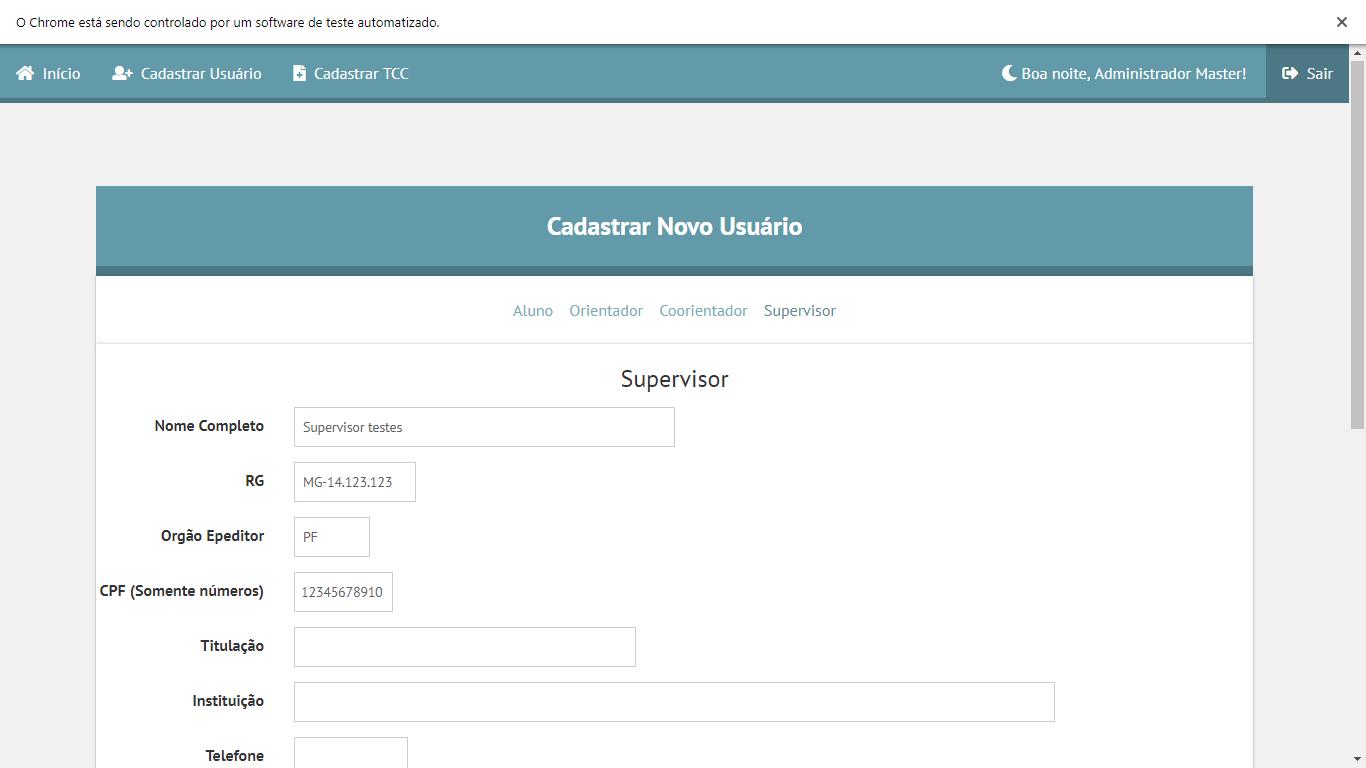 O Chrome está sendo controlado por um software de teste automatizado.
Início Cadastrar Usuário Cadastrar TCC Boa noite, Administrador Master! Sair
Cadastrar Novo Usuário
Aluno Orientador Coorientador Supervisor
Supervisor
Nome Completo Supervisor testes
RG MG-14.123.123
Orgão Epeditor PF
CPF (Somente números) 12345678910
Titulação
Instituição
Telefone